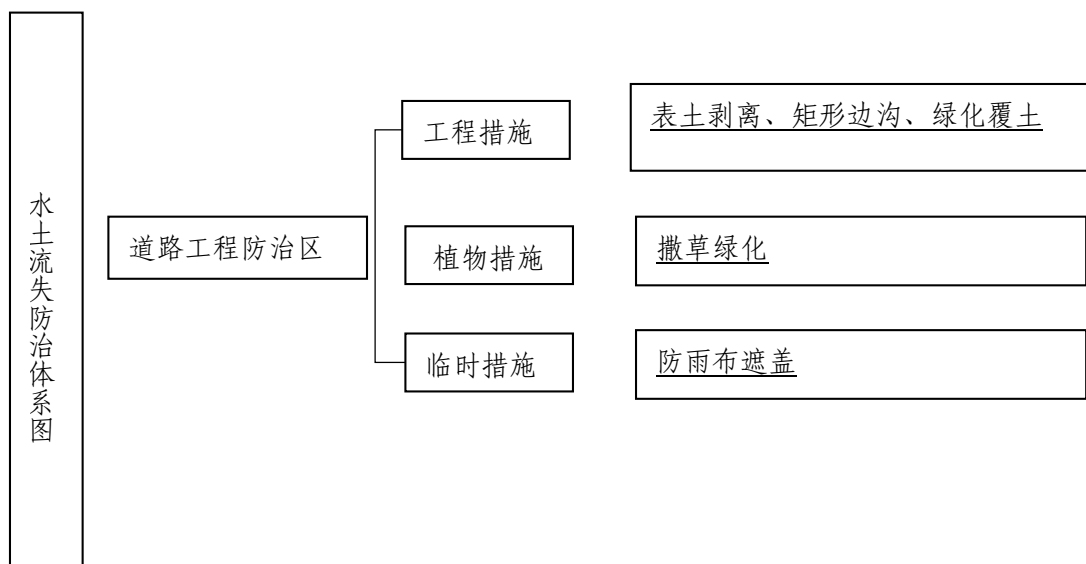 水土流失防治体系图
道路工程防治区
工程措施
表土剥离、矩形边沟、绿化覆土
植物措施
撒草绿化
临时措施
防雨布遮盖